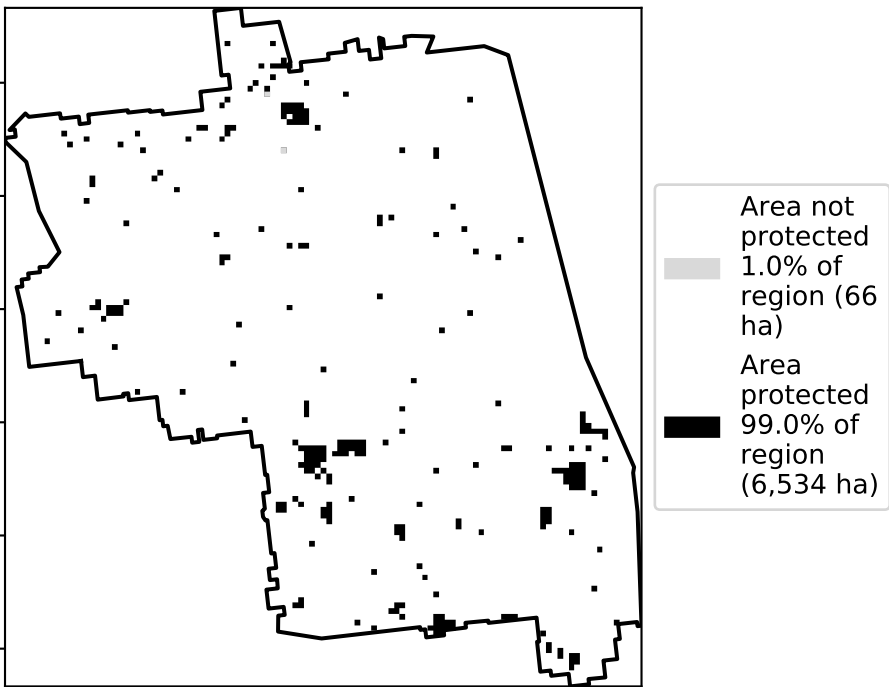 Area not
protected
1.0% of
region (66
ha)
Area
protected
99.0% of
region
(6,534 ha)